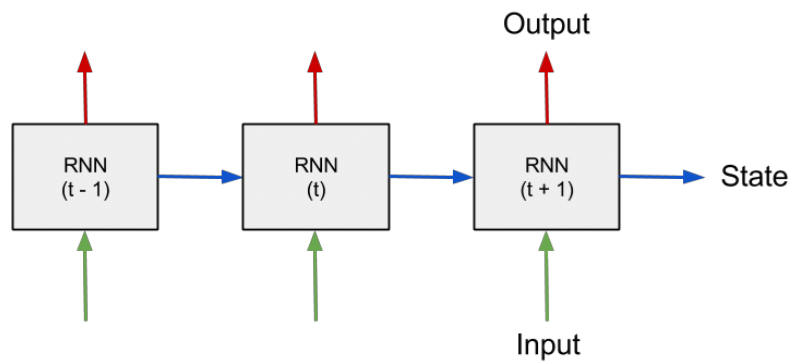 Output
RNN
(t - 1)
RNN
(t)
RNN
(t + 1)
State
Input